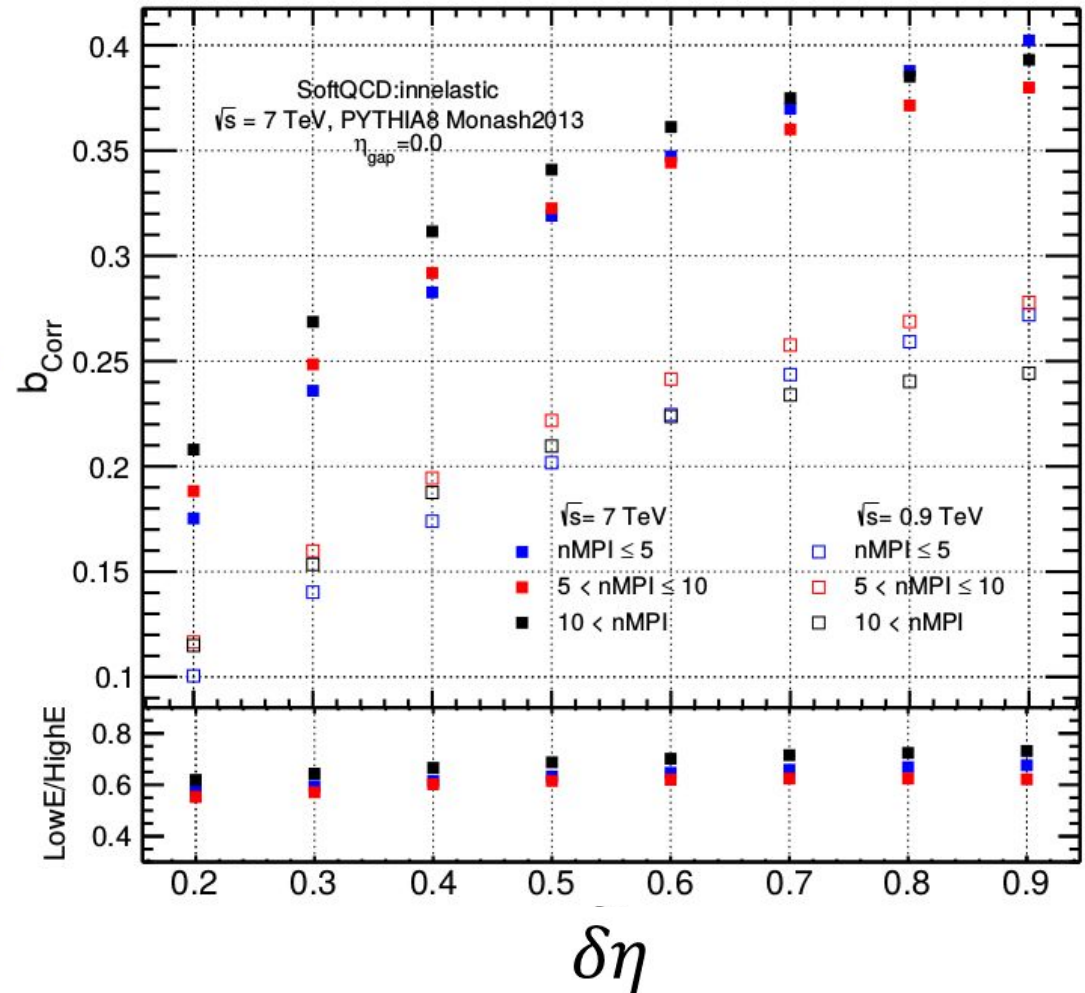 SoftQCD:innelastic
√s = 7 TeV, PYTHIA8 Monash2013
ηgap=0.0
bCorr
0.4
0.35
0.3
0.25
0.2
0.15
0.1
√s= 7 TeV
nMPI ≤ 5
5 < nMPI ≤ 10
10 < nMPI
√s= 0.9 TeV
nMPI ≤ 5
5 < nMPI ≤ 10
10 < nMPI
LowE/HighE
0.8
0.6
0.4
0.2 0.3 0.4 0.5 0.6 0.7 0.8 0.9
δη